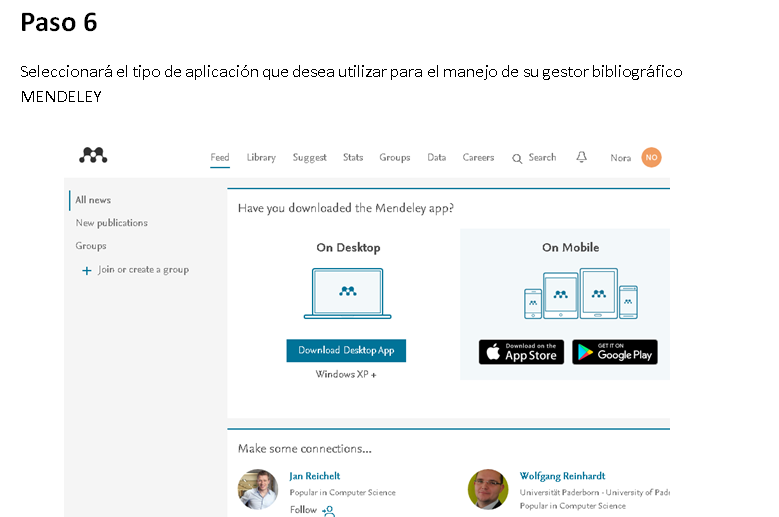 Paso 6
Seleccionará el tipo de aplicación que desea utilizar para el manejo de su gestor bibliográfico
MENDELEY
Feed Library Suggest Stats Groups Data Careers Search Nora NO
All news
New publications
Groups
+ Join or create a group
Have you downloaded the Mendeley app?
On Desktop
On Mobile
Download Desktop App
Windows XP +
Download on the
App Store
GET IT ON
Google Play
Make some connections...
Jan Reichelt
Popular in Computer Science
Follow
Wolfgang Reinhardt
Universität Paderborn - University of Pad
Popular in Computer Science